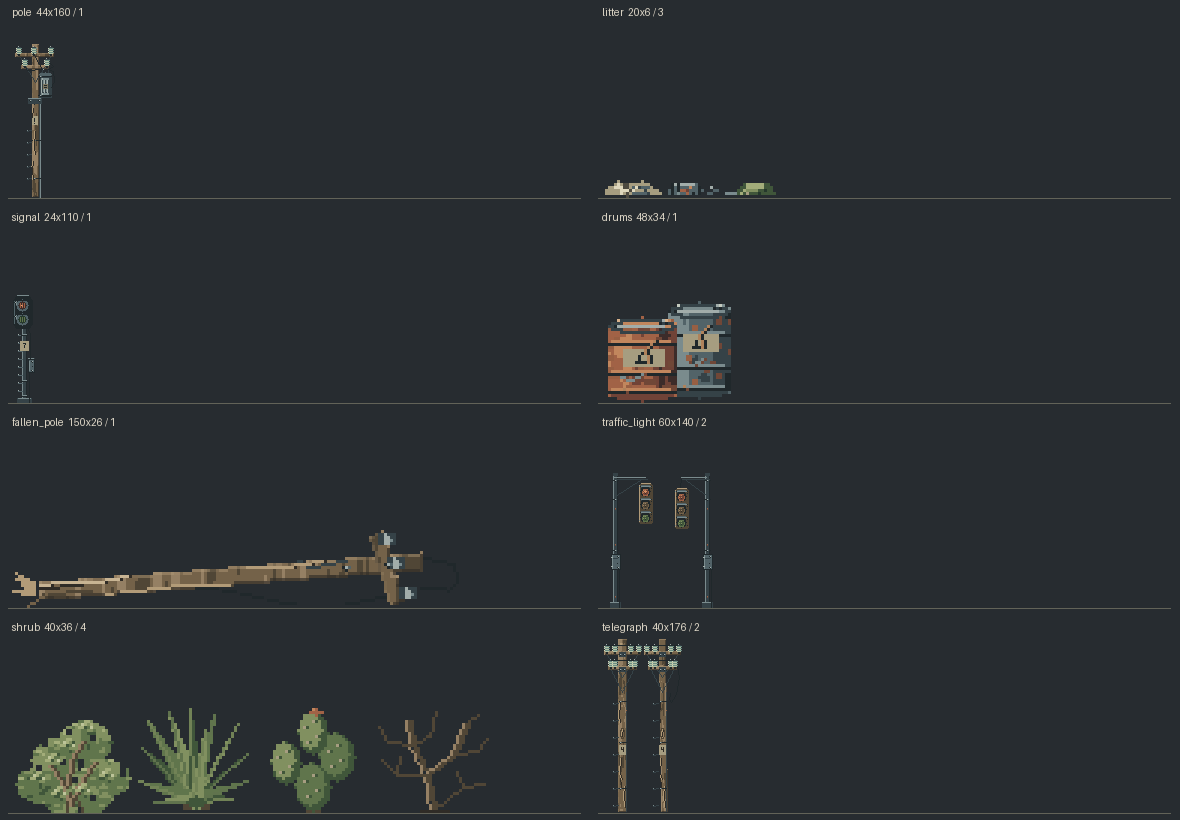 pole 44x160 / 1
litter 20x6 / 3
signal 24x110 / 1
drums 48x34 / 1
fallen_pole 150x26 / 1
traffic_light 60x140 / 2
shrub 40x36 / 4
telegraph 40x176 / 2